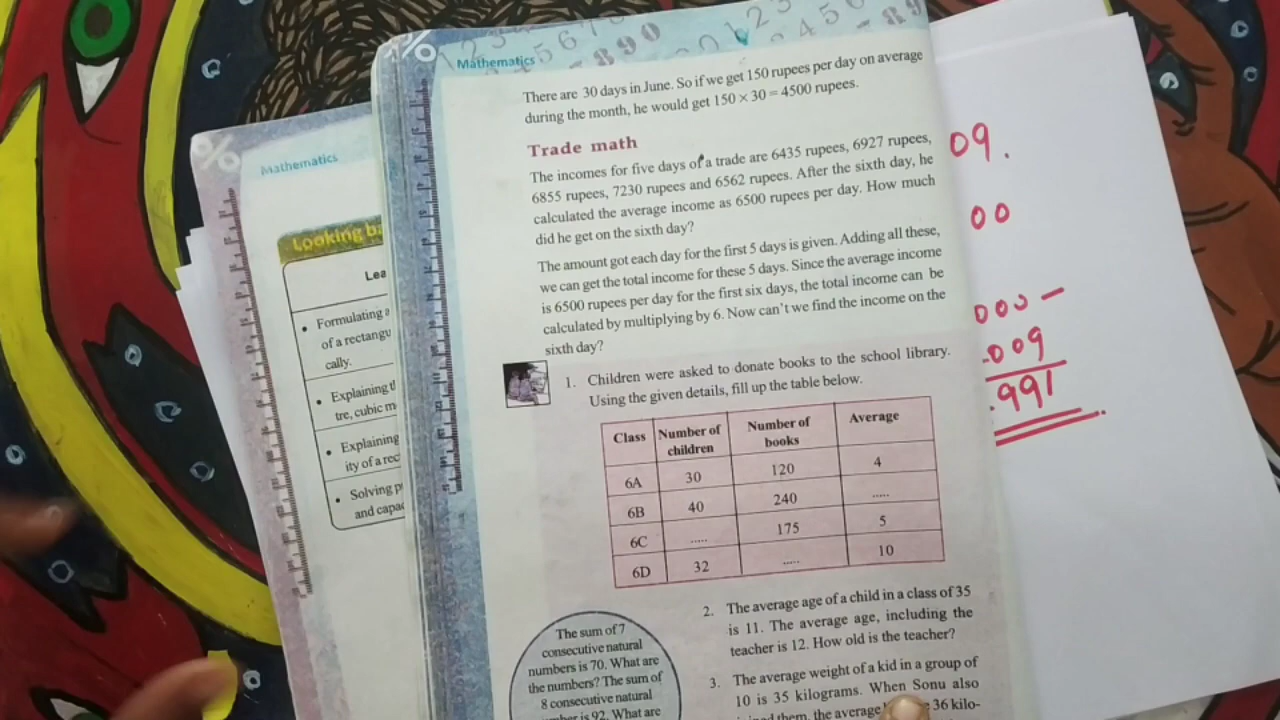 Mathematics
There are 30 days in June. So if we get 150 rupees per day on average
during the month, he would get 150 × 30 = 4500 rupees.
Trade math
The incomes for five days of a trade are 6435 rupees, 6927 rupees,
6855 rupees, 7230 rupees and 6562 rupees. After the sixth day, he
calculated the average income as 6500 rupees per day. How much
did he get on the sixth day?
The amount got each day for the first 5 days is given. Adding all these,
we can get the total income for these 5 days. Since the average income
is 6500 rupees per day for the first six days, the total income can be
calculated by multiplying by 6. Now can't we find the income on the
sixth day?
1. Children were asked to donate books to the school library.
Using the given details, fill up the table below.
Class Number of children Number of books Average
6A 30 120 4
6B 40 240 .....
6C ..... 175 5
6D 32 ..... 10
2. The average age of a child in a class of 35
is 11. The average age, including the
teacher is 12. How old is the teacher?
3. The average weight of a kid in a group of
10 is 35 kilograms. When Sonu also
them, the average 36 kilo-
The sum of 7
consecutive natural
numbers is 70. What are
the numbers? The sum of
8 consecutive natural
is 92. What are
Mathematics
Looking
• Formulating
of a
cally.
• Explaining
tre, cubic
• Explaining
ity of a
• Solving
and
09.
00
000 -
009
991